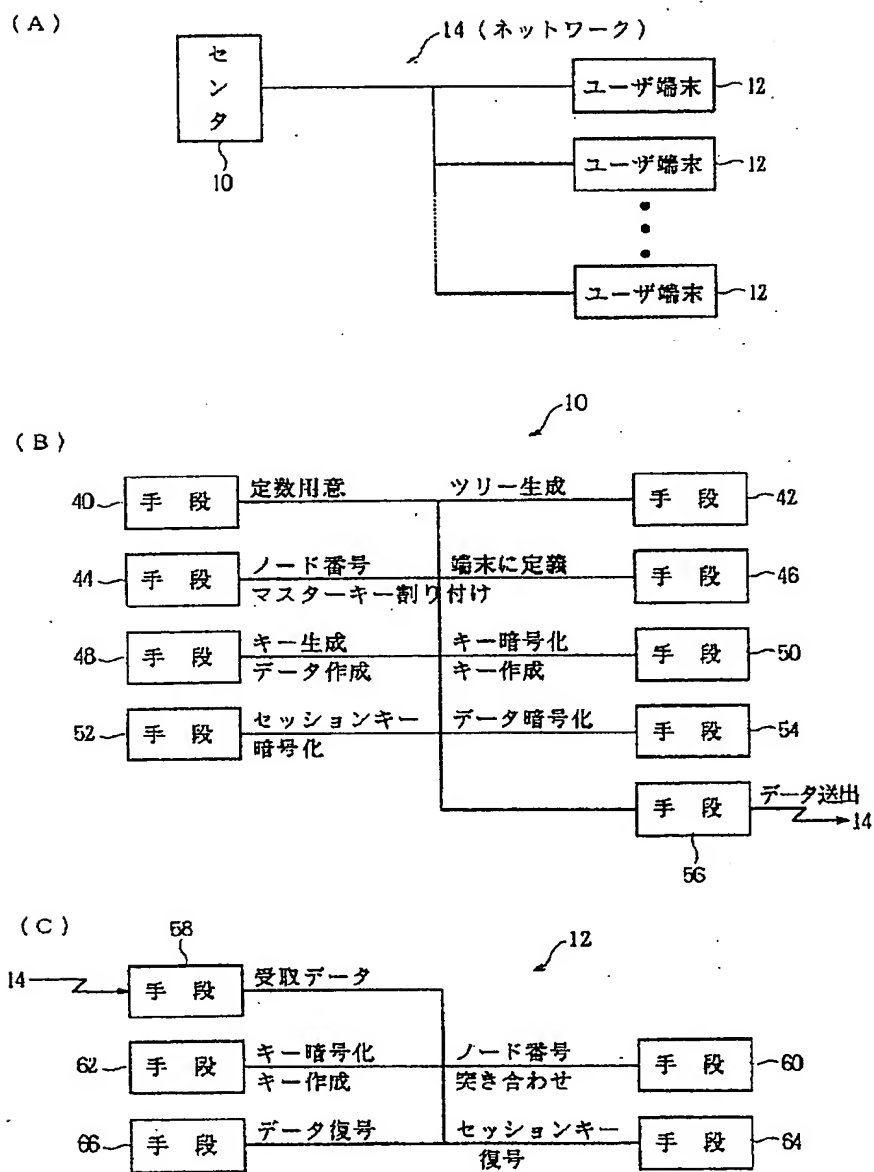 (A)
14(ネットワーク)
センタ
10
ユーザ端末 12
ユーザ端末 12
ユーザ端末 12
(B)
10
40 手段 定数用意 ツリー生成 手段 42
44 手段 ノード番号 端末に定義 手段 46
マスターキー割り付け
48 手段 キー生成 キー暗号化 手段 50
データ作成 キー作成
52 手段 セッションキー データ暗号化 手段 54
暗号化
手段 データ送出 14
56
(C)
58
12
14 手段 受取データ
62 手段 キー暗号化 ノード番号 手段 60
キー作成 突き合わせ
66 手段 データ復号 セッションキー 手段 64
復号